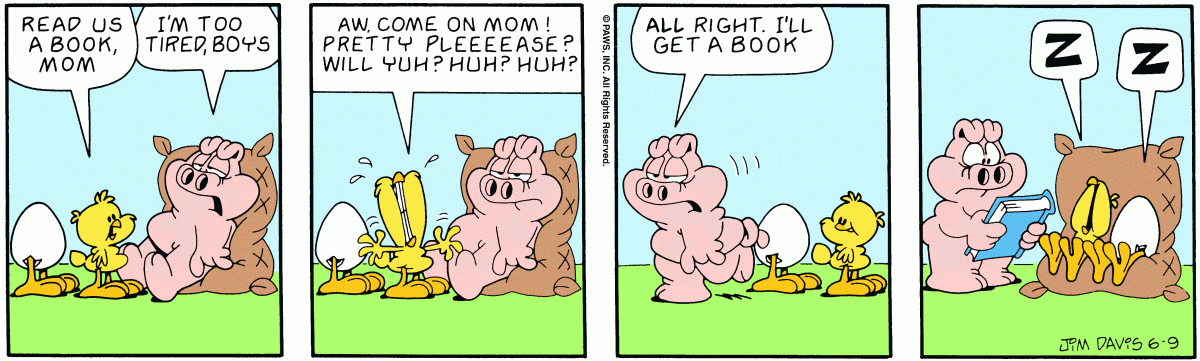 READ US
A BOOK,
MOM
I'M TOO
TIRED, BOYS
AW, COME ON MOM!
PRETTY PLEEEEASE?
WILL YUH? HUH? HUH?
© PAWS, INC. All Rights Reserved.
ALL RIGHT. I'LL
GET A BOOK
Z
Z
JIM DAVIS 6-9